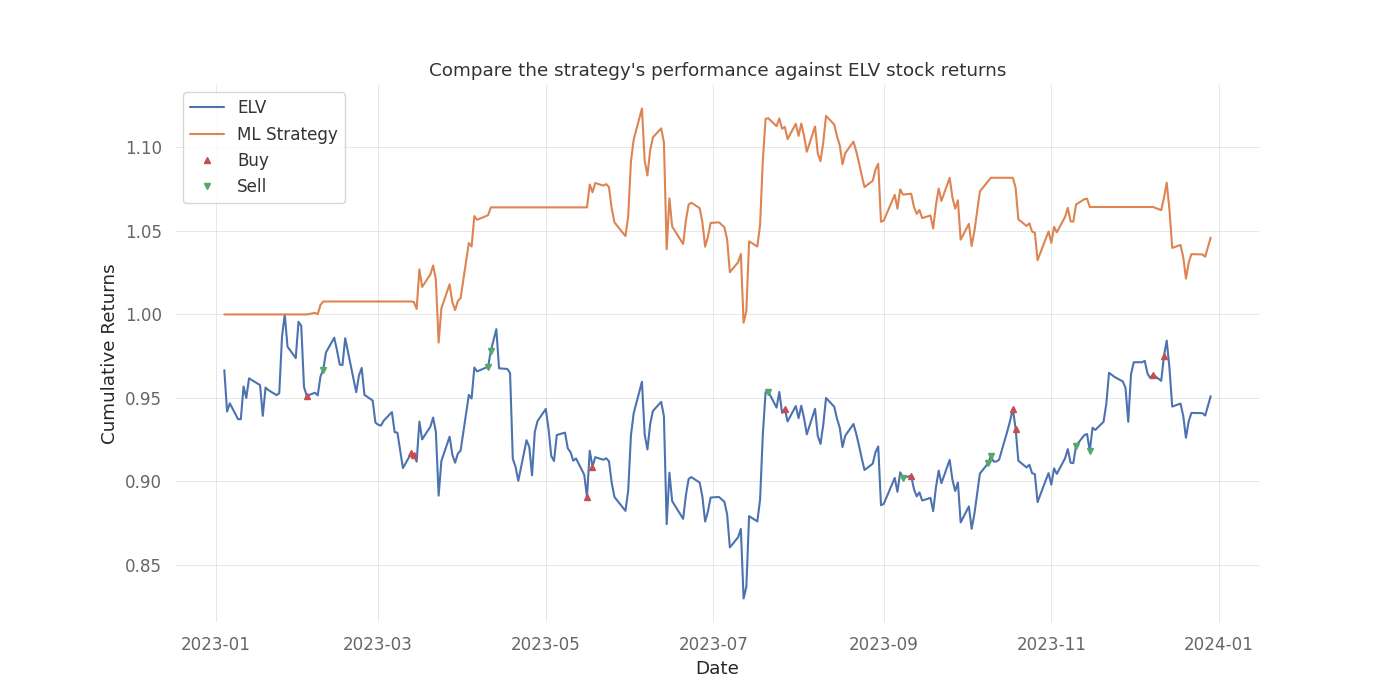 Compare the strategy's performance against ELV stock returns
ELV
ML Strategy
Buy
Sell
Cumulative Returns
1.10
1.05
1.00
0.95
0.90
0.85
2023-01
2023-03
2023-05
2023-07
2023-09
2023-11
2024-01
Date